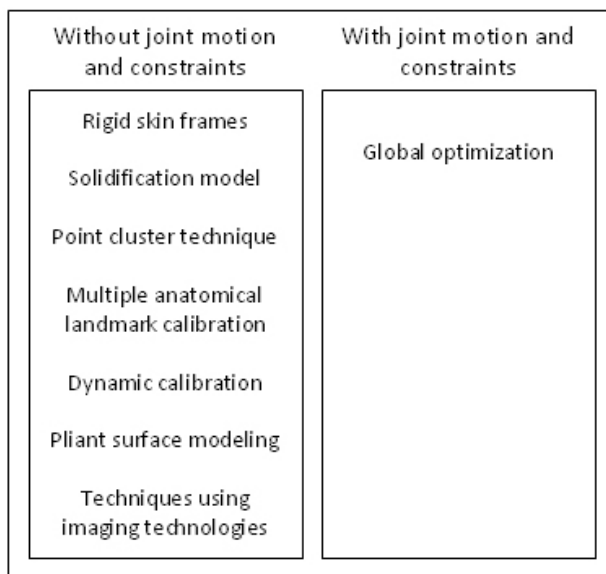 Without joint motion
and constraints
Rigid skin frames
Solidification model
Point cluster technique
Multiple anatomical
landmark calibration
Dynamic calibration
Pliant surface modeling
Techniques using
imaging technologies
With joint motion and
constraints
Global optimization